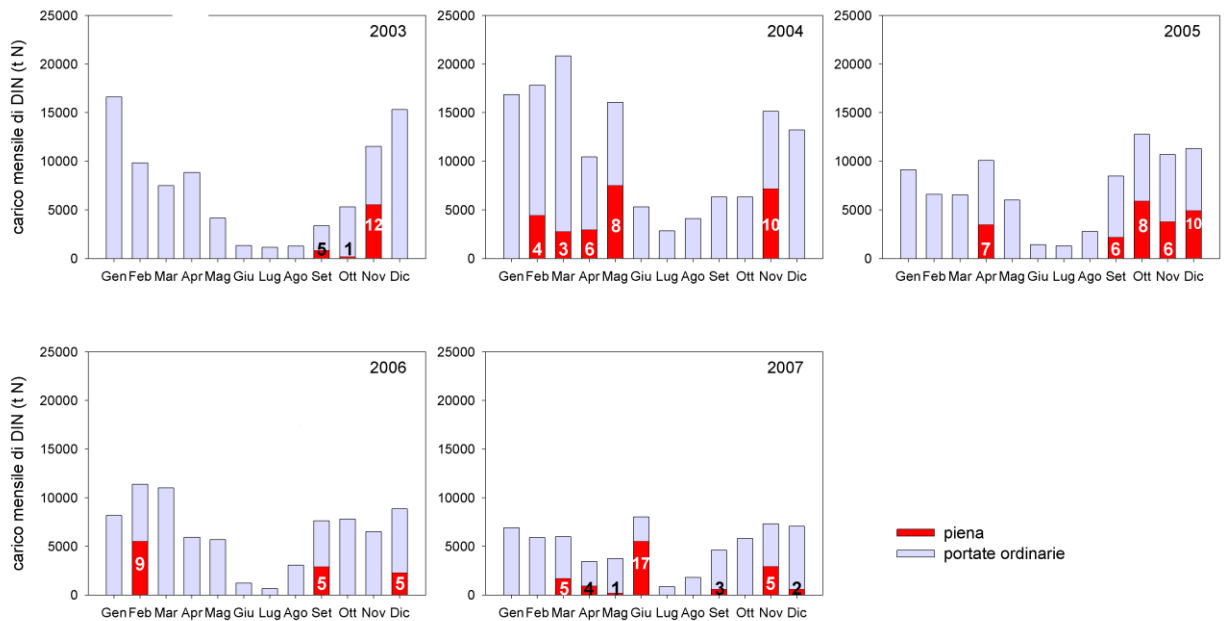 carico mensile di DIN (t N)
25000
20000
15000
10000
5000
0
2003
5 1 12
Gen Feb Mar Apr Mag Giu Lug Ago Set Ott Nov Dic
25000
20000
15000
10000
5000
0
2004
4 3 6 8 10
Gen Feb Mar Apr Mag Giu Lug Ago Set Ott Nov Dic
25000
20000
15000
10000
5000
0
2005
7 6 8 6 10
Gen Feb Mar Apr Mag Giu Lug Ago Set Ott Nov Dic
carico mensile di DIN (t N)
25000
20000
15000
10000
5000
0
2006
9 5 5
Gen Feb Mar Apr Mag Giu Lug Ago Set Ott Nov Dic
25000
20000
15000
10000
5000
0
2007
5 4 1 17 3 5 2
Gen Feb Mar Apr Mag Giu Lug Ago Set Ott Nov Dic
piena
portate ordinarie